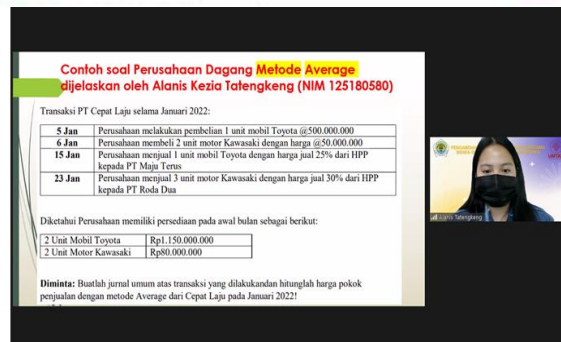 Contoh soal Perusahaan Dagang Metode Average
dijelaskan oleh Alanis Kezia Tatengkeng (NIM 125180580)
Transaksi PT Cepat Laju selama Januari 2022:
5 Jan Perusahaan melakukan pembelian 1 unit mobil Toyota @500.000.000
6 Jan Perusahaan membeli 2 unit motor Kawasaki dengan harga @50.000.000
15 Jan Perusahaan menjual 1 unit mobil Toyota dengan harga jual 25% dari HPP
kepada PT Maju Terus
23 Jan Perusahaan menjual 3 unit motor Kawasaki dengan harga jual 30% dari HPP
kepada PT Roda Dua
Diketahui Perusahaan memiliki persediaan pada awal bulan sebagai berikut:
2 Unit Mobil Toyota Rp1.150.000.000
2 Unit Motor Kawasaki Rp80.000.000
Diminta: Buatlah jurnal umum atas transaksi yang dilakukandan hitunglah harga pokok
penjualan dengan metode Average dari Cepat Laju pada Januari 2022!
Alanis Tatengkeng